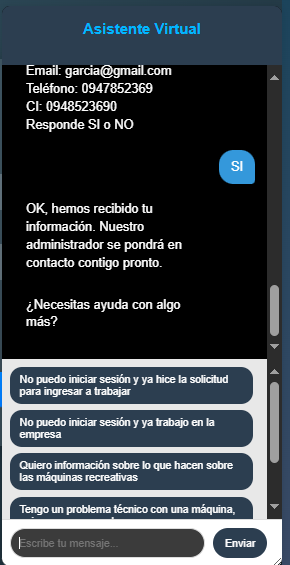 Asistente Virtual
Email: garcia@gmail.com
Teléfono: 0947852369
CI: 0948523690
Responde SI o NO
SI
OK, hemos recibido tu
información. Nuestro
administrador se pondrá en
contacto contigo pronto.
¿Necesitas ayuda con algo
más?
No puedo iniciar sesión y ya hice la solicitud
para ingresar a trabajar
No puedo iniciar sesión y ya trabajo en la
empresa
Quiero información sobre lo que hacen sobre
las máquinas recreativas
Tengo un problema técnico con una máquina,
Escribe tu mensaje...
Enviar